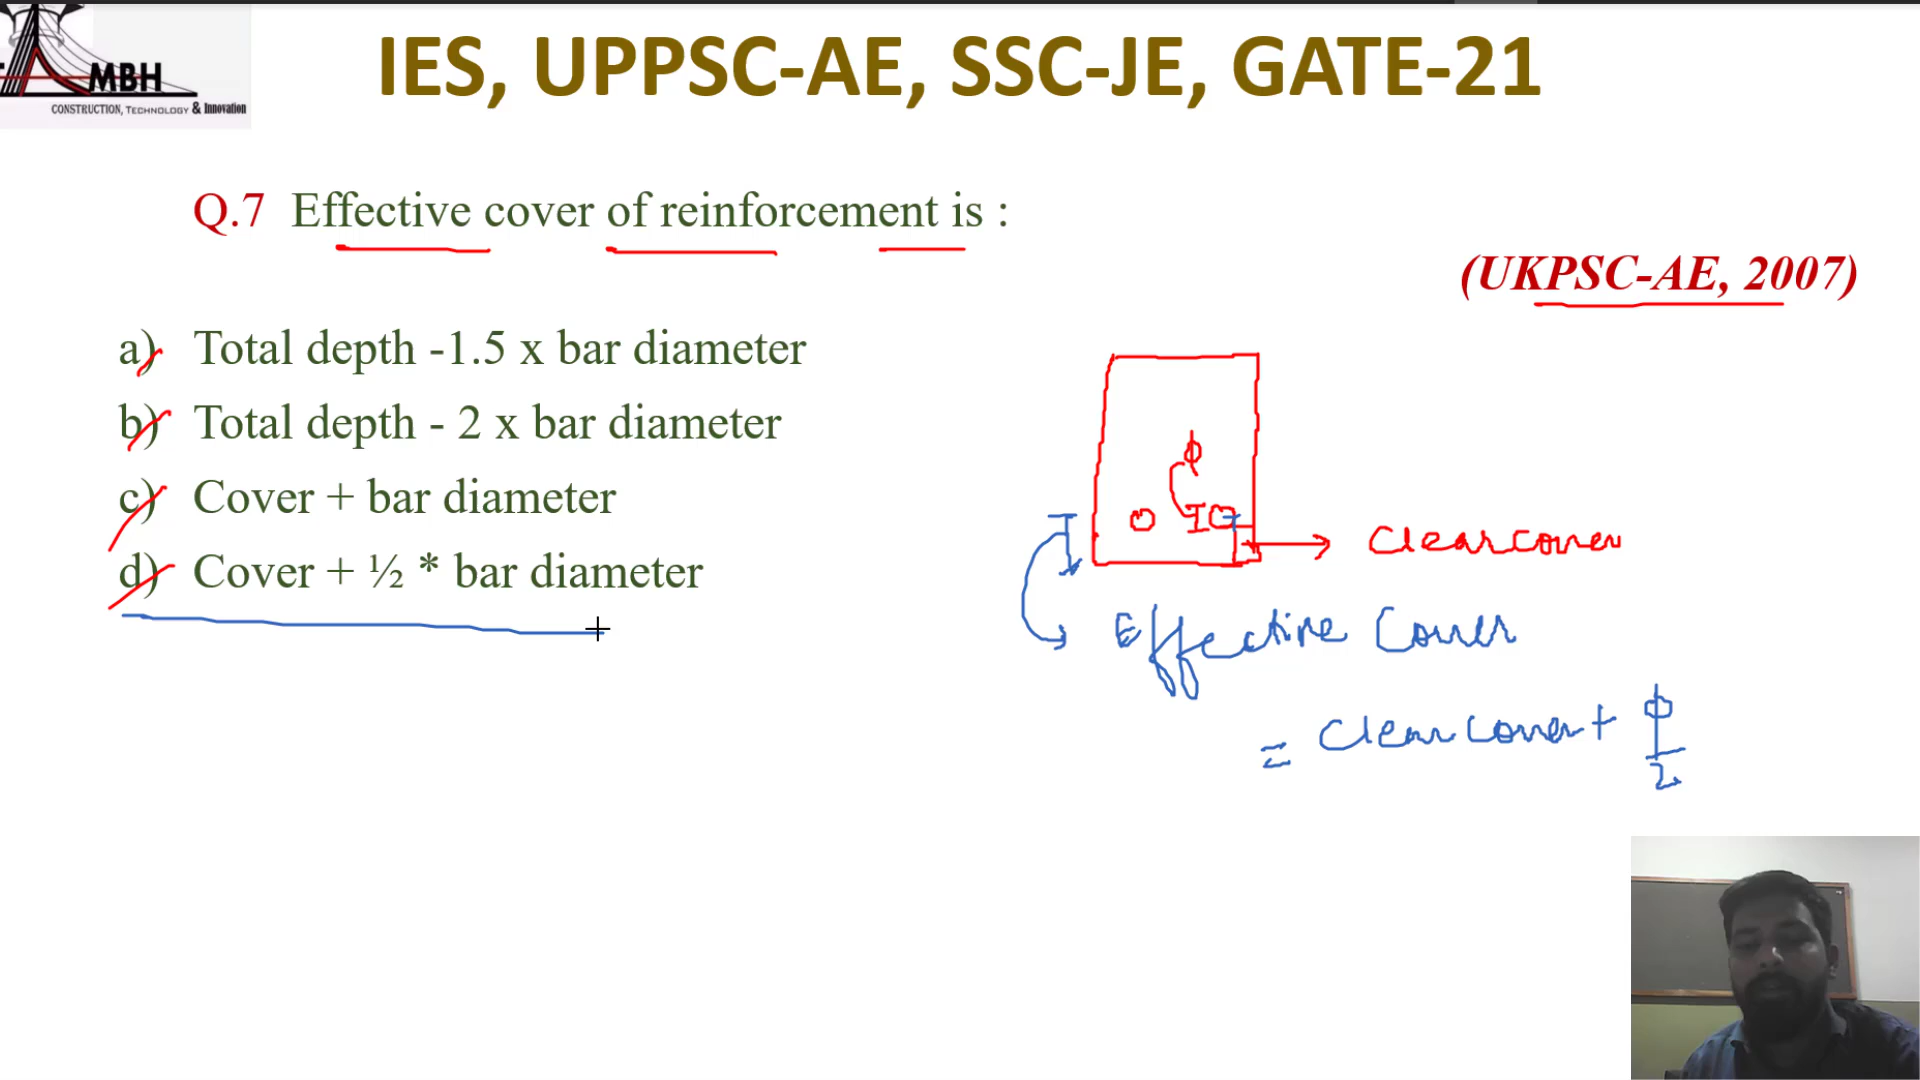 MBH
CONSTRUCTION, TECHNOLOGY & Innovation
IES, UPPSC-AE, SSC-JE, GATE-21
Q.7 Effective cover of reinforcement is :
(UKPSC-AE, 2007)
a) Total depth -1.5 x bar diameter
b) Total depth - 2 x bar diameter
c) Cover + bar diameter
d) Cover + ½ * bar diameter
ϕ
Clear cover
Effective Cover
= Clear cover + ϕ/2